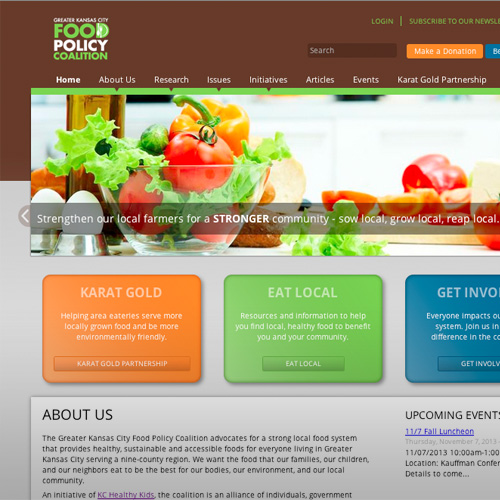 GREATER KANSAS CITY
FOOD
POLICY
COALITION
LOGIN
SUBSCRIBE TO OUR NEWSLE
Search
Make a Donation
Be
Home
About Us
Research
Issues
Initiatives
Articles
Events
Karat Gold Partnership
Strengthen our local farmers for a STRONGER community - sow local, grow local, reap local.
KARAT GOLD
Helping area eateries serve more
locally grown food and be more
environmentally friendly.
KARAT GOLD PARTNERSHIP
EAT LOCAL
Resources and information to help
you find local, healthy food to benefit
you and your community.
EAT LOCAL
GET INVO
Everyone impacts ou
system. Join us in
difference in the co
GET INVOLV
ABOUT US
The Greater Kansas City Food Policy Coalition advocates for a strong local food system
that provides healthy, sustainable and accessible foods for everyone living in Greater
Kansas City serving a nine-county region. We want the food that our families, our children,
and our neighbors eat to be the best for our bodies, our environment, and our local
community.
An initiative of KC Healthy Kids, the coalition is an alliance of individuals, government
UPCOMING EVENTS
11/7 Fall Luncheon
Thursday, November 7, 2013 -
11/07/2013 10:00am-1:00
Location: Kauffman Confer
Details to come...